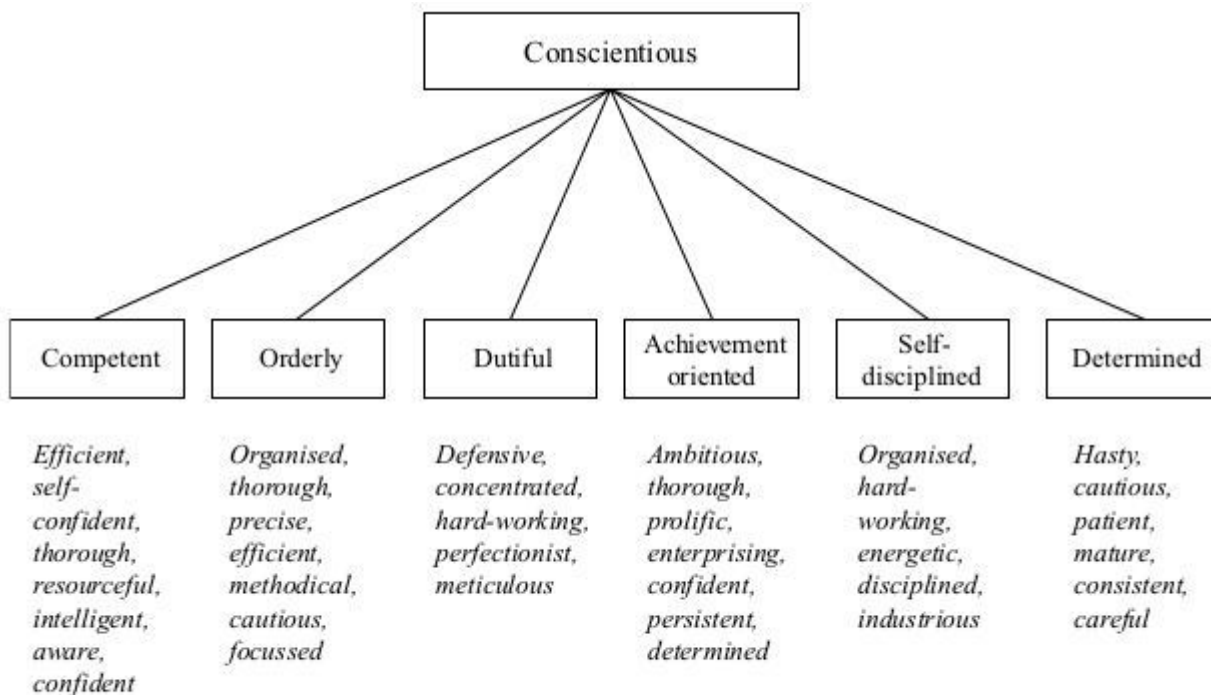 Conscientious
Competent
Orderly
Dutiful
Achievement
oriented
Self-
disciplined
Determined
Efficient,
self-
confident,
thorough,
resourceful,
intelligent,
aware,
confident
Organised,
thorough,
precise,
efficient,
methodical,
cautious,
focussed
Defensive,
concentrated,
hard-working,
perfectionist,
meticulous
Ambitious,
thorough,
prolific,
enterprising,
confident,
persistent,
determined
Organised,
hard-
working,
energetic,
disciplined,
industrious
Hasty,
cautious,
patient,
mature,
consistent,
careful